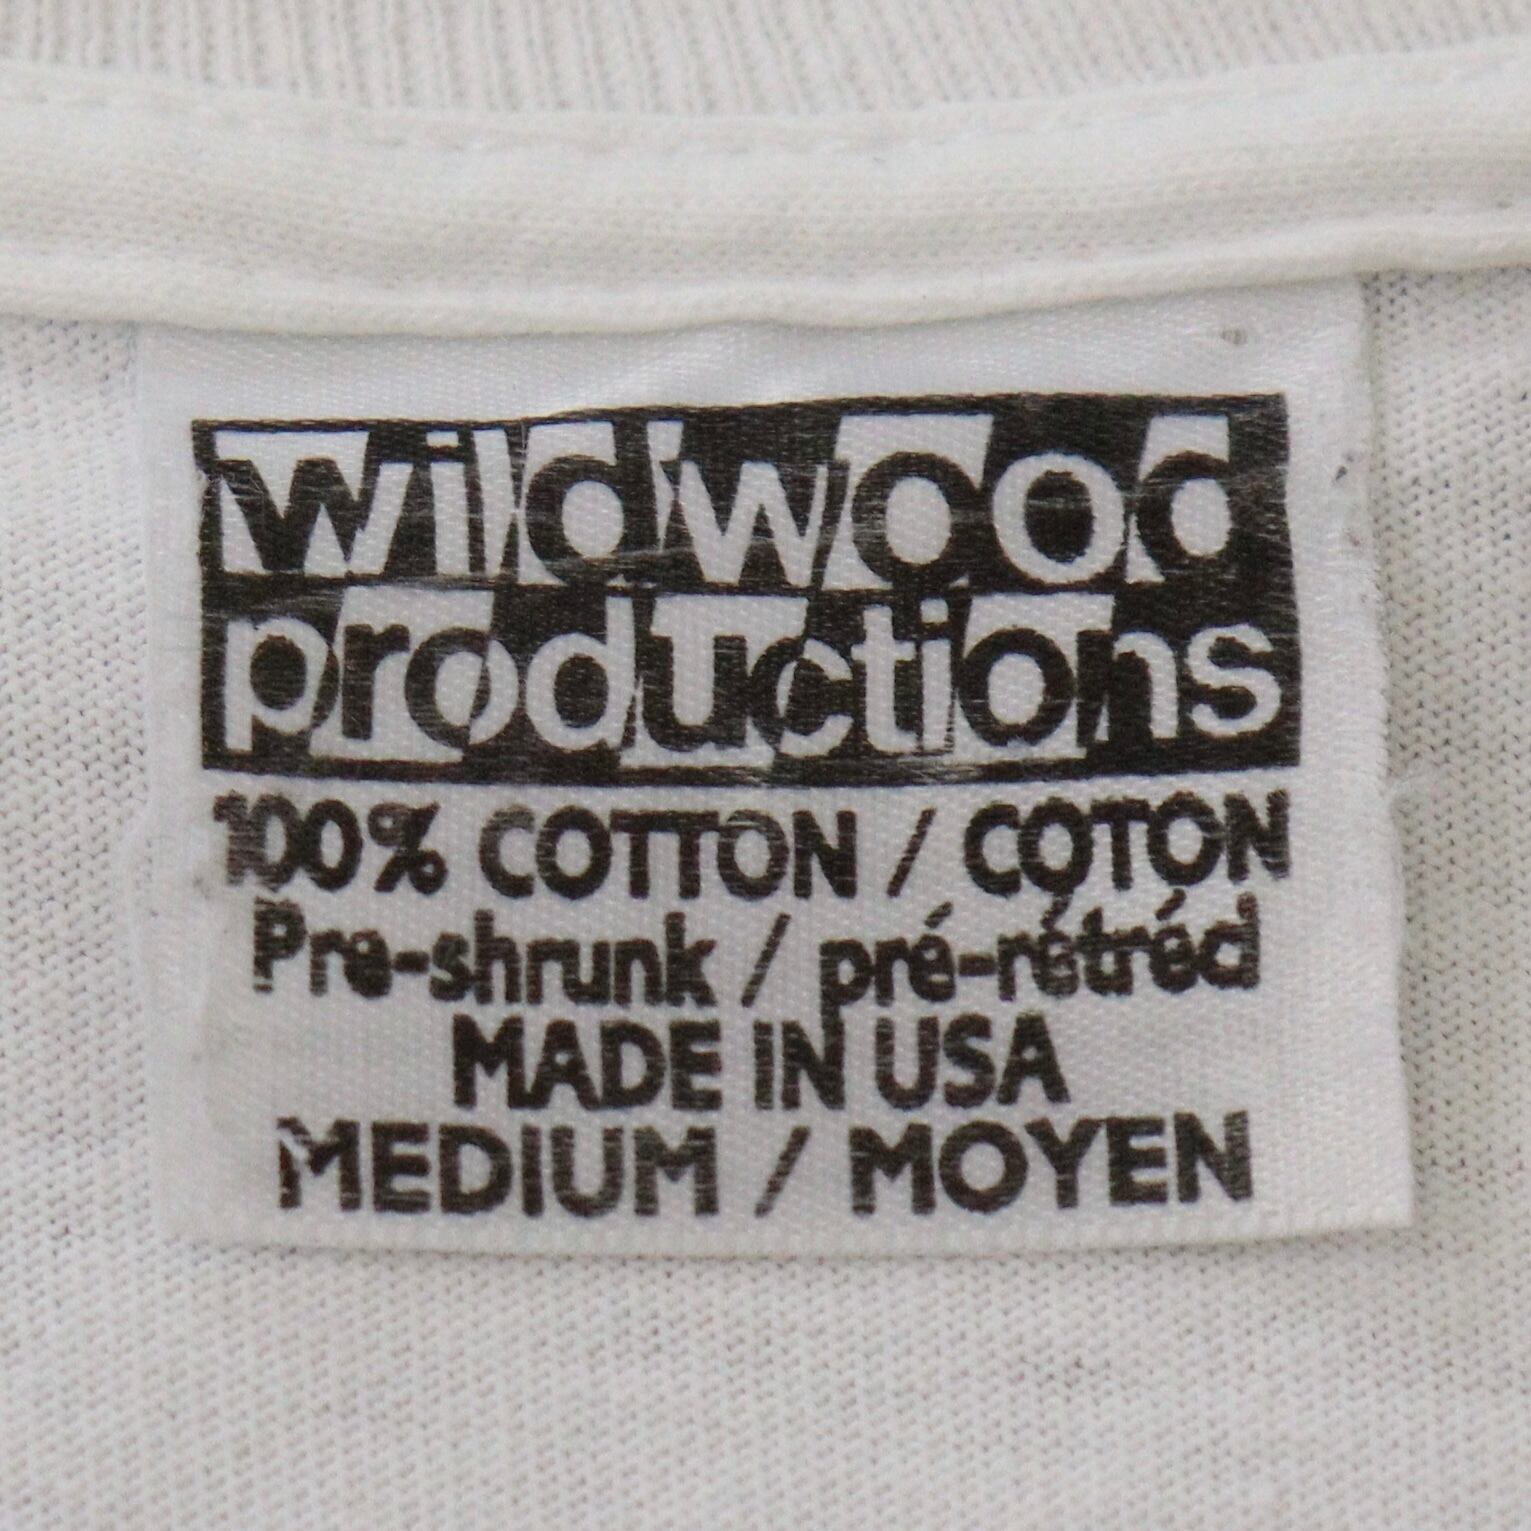 wildwood
productions
100% COTTON / COTON
Pre-shrunk / pré-rétréci
MADE IN USA
MEDIUM / MOYEN